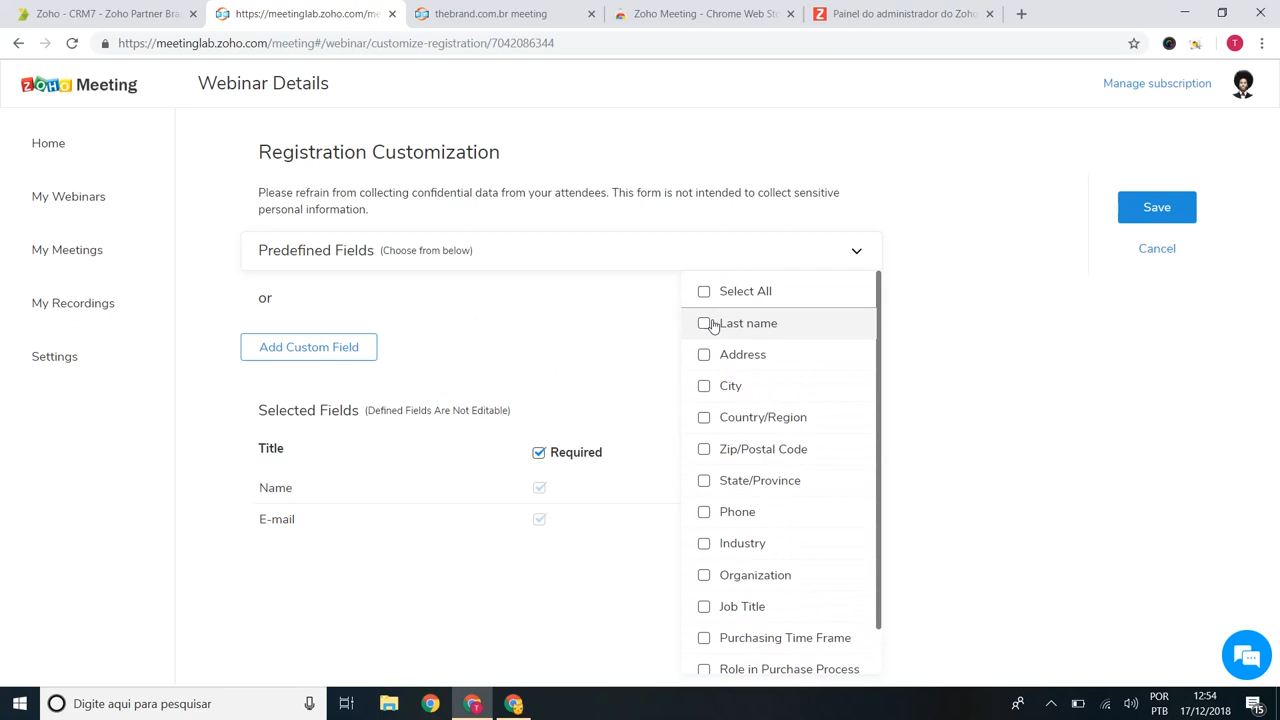 Zoho - CRM7 - Zoho Partner Bra
https://meetinglab.zoho.com/me
thebrand.com.br meeting
Zoho Meeting - Chrome Web Sto
Painel do administrador do Zoho
https://meetinglab.zoho.com/meeting#/webinar/customize-registration/7042086344
T
ZOHO Meeting
Webinar Details
Manage subscription
Home
My Webinars
My Meetings
My Recordings
Settings
Registration Customization
Please refrain from collecting confidential data from your attendees. This form is not intended to collect sensitive
personal information.
Save
Cancel
Predefined Fields (Choose from below)
or
Add Custom Field
Select All
Last name
Address
City
Country/Region
Zip/Postal Code
State/Province
Phone
Industry
Organization
Job Title
Purchasing Time Frame
Role in Purchase Process
Selected Fields (Defined Fields Are Not Editable)
Title Required
Name
E-mail
Digite aqui para pesquisar
POR
PTB
12:54
17/12/2018
15